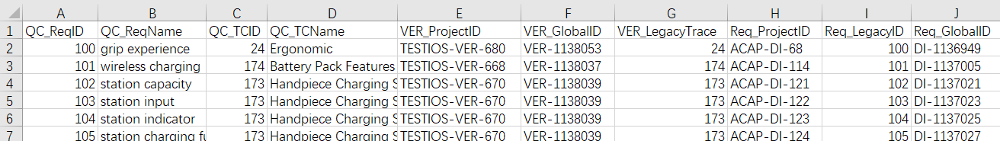 A B C D E F G H I J
1 QC_ReqID QC_ReqName QC_TCID QC_TCName VER_ProjectID VER_GlobalID VER_LegacyTrace Req_ProjectID Req_LegacyID Req_GlobalID
2 100 grip experience 24 Ergonomic TESTIOS-VER-680 VER-1138053 24 ACAP-DI-68 100 DI-1136949
3 101 wireless charging 174 Battery Pack Features TESTIOS-VER-668 VER-1138037 174 ACAP-DI-114 101 DI-1137005
4 102 station capacity 173 Handpiece Charging S TESTIOS-VER-670 VER-1138039 173 ACAP-DI-121 102 DI-1137021
5 103 station input 173 Handpiece Charging S TESTIOS-VER-670 VER-1138039 173 ACAP-DI-122 103 DI-1137023
6 104 station indicator 173 Handpiece Charging S TESTIOS-VER-670 VER-1138039 173 ACAP-DI-123 104 DI-1137025
7 105 station charging fu 173 Handpiece Charging S TESTIOS-VER-670 VER-1138039 173 ACAP-DI-124 105 DI-1137027